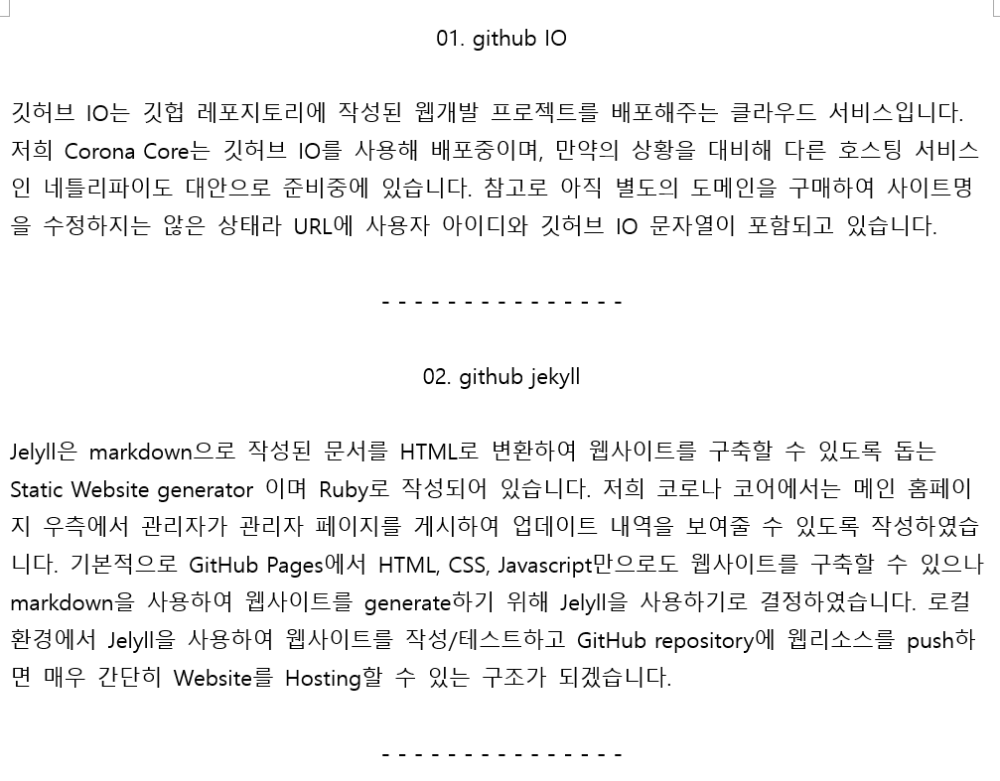 01. github IO
깃허브 IO는 깃헙 레포지토리에 작성된 웹개발 프로젝트를 배포해주는 클라우드 서비스입니다.
저희 Corona Core는 깃허브 IO를 사용해 배포중이며, 만약의 상황을 대비해 다른 호스팅 서비스
인 네틀리파이도 대안으로 준비중에 있습니다. 참고로 아직 별도의 도메인을 구매하여 사이트명
을 수정하지는 않은 상태라 URL에 사용자 아이디와 깃허브 IO 문자열이 포함되고 있습니다.
- - - - - - - - - - - - - - -
02. github jekyll
Jelyll은 markdown으로 작성된 문서를 HTML로 변환하여 웹사이트를 구축할 수 있도록 돕는
Static Website generator 이며 Ruby로 작성되어 있습니다. 저희 코로나 코어에서는 메인 홈페이
지 우측에서 관리자가 관리자 페이지를 게시하여 업데이트 내역을 보여줄 수 있도록 작성하였습
니다. 기본적으로 GitHub Pages에서 HTML, CSS, Javascript만으로도 웹사이트를 구축할 수 있으나
markdown을 사용하여 웹사이트를 generate하기 위해 Jelyll을 사용하기로 결정하였습니다. 로컬
환경에서 Jelyll을 사용하여 웹사이트를 작성/테스트하고 GitHub repository에 웹리소스를 push하
면 매우 간단히 Website를 Hosting할 수 있는 구조가 되겠습니다.
- - - - - - - - - - - - - - -